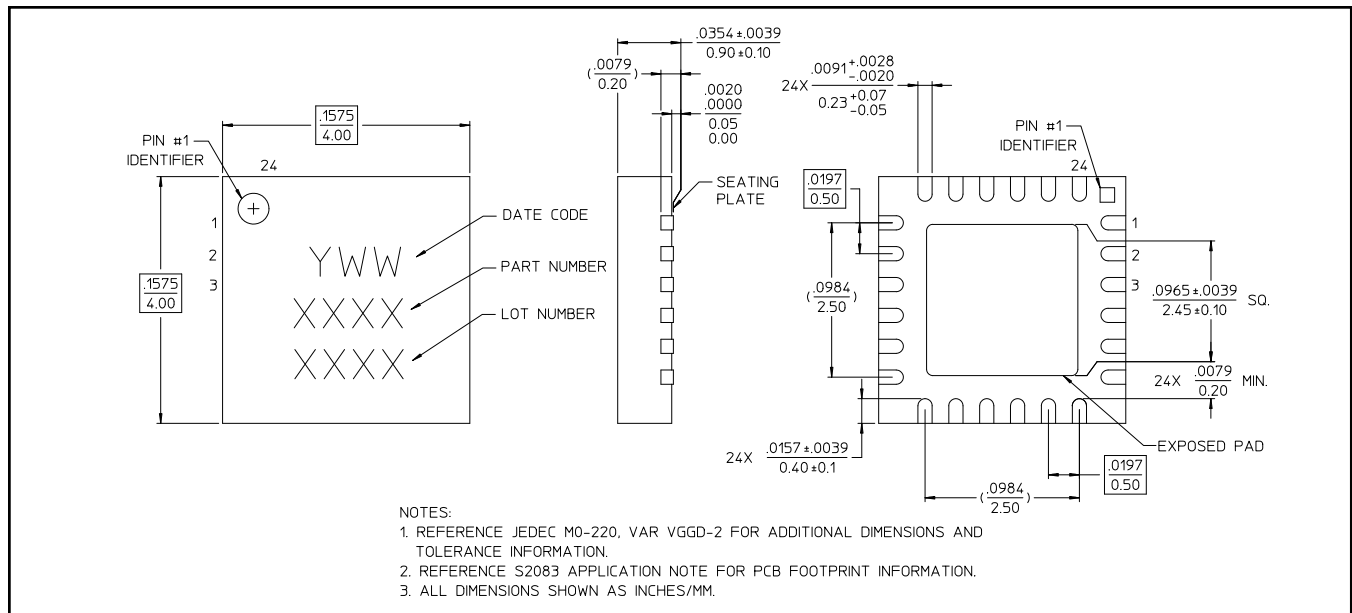 .1575
4.00
PIN #1
IDENTIFIER
24
1
2
3
.1575
4.00
DATE CODE
YWW
PART NUMBER
XXXX
LOT NUMBER
XXXX
.0354±.0039
0.90±0.10
(.0079
0.20)
.0020
.0000
0.05
0.00
SEATING
PLATE
24X .0091+.0028
-.0020
0.23+0.07
-0.05
PIN #1
IDENTIFIER
24
.0197
0.50
1
2
3
(.0984
2.50)
.0965±.0039
2.45±0.10 SQ.
24X .0079
0.20 MIN.
EXPOSED PAD
24X .0157±.0039
0.40±0.1
.0197
0.50
(.0984
2.50)
NOTES:
1. REFERENCE JEDEC MO-220, VAR VGGD-2 FOR ADDITIONAL DIMENSIONS AND
TOLERANCE INFORMATION.
2. REFERENCE S2083 APPLICATION NOTE FOR PCB FOOTPRINT INFORMATION.
3. ALL DIMENSIONS SHOWN AS INCHES/MM.